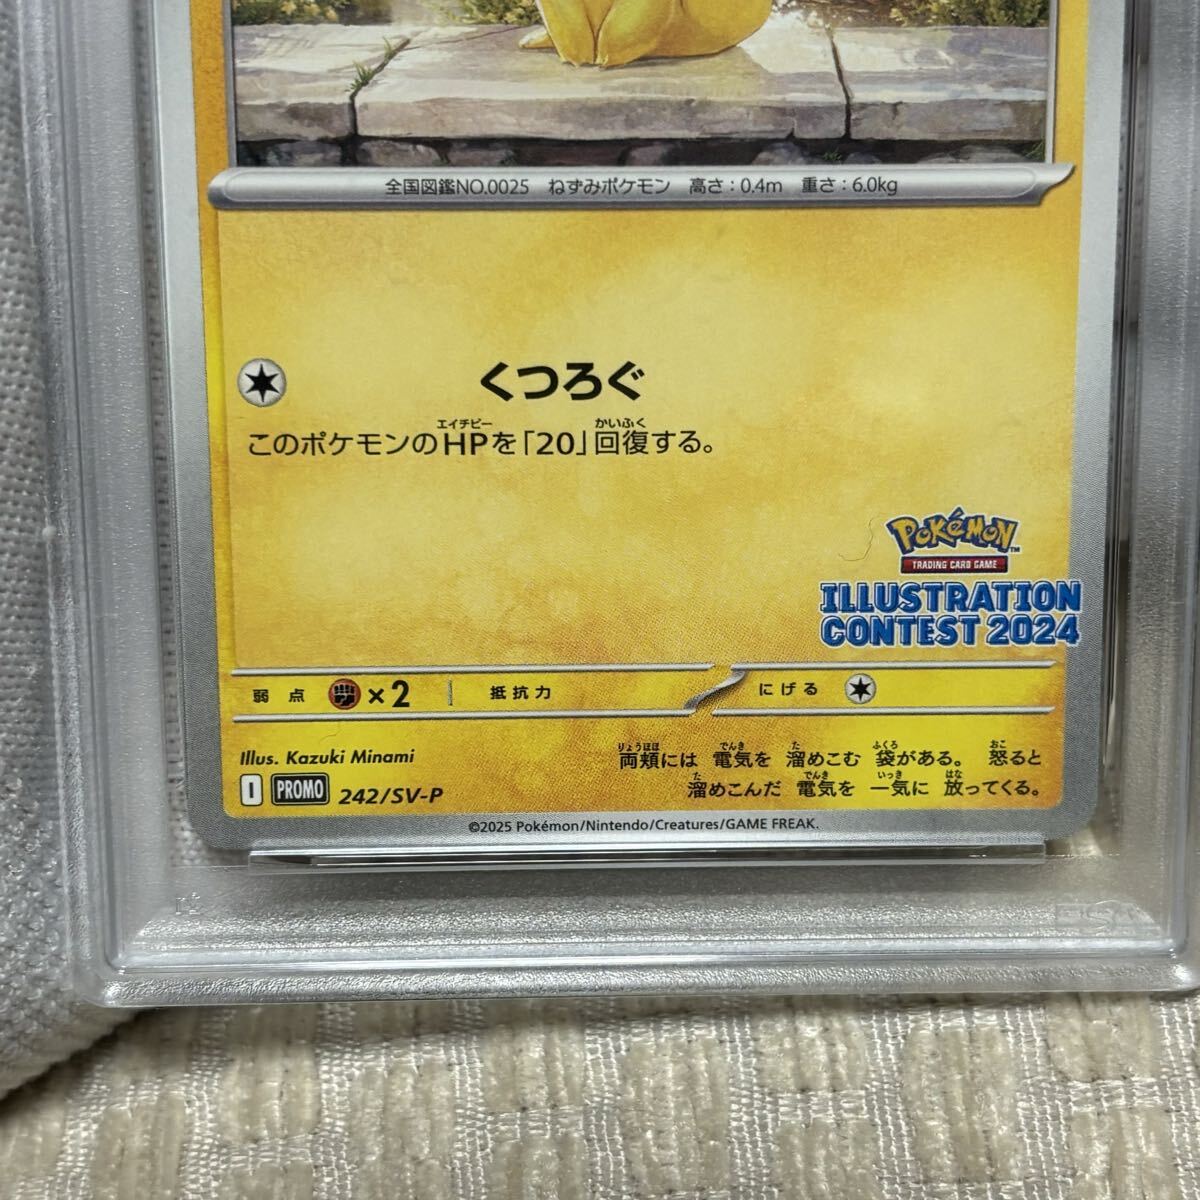 全国図鑑NO.0025 ねずみポケモン 高さ:0.4m 重さ:6.0kg
くつろぐ
エイチピー かいふく
このポケモンのHPを「20」回復する。
POKéMON™
TRADING CARD GAME
ILLUSTRATION
CONTEST 2024
弱点 ×2 抵抗力 にげる
Illus. Kazuki Minami
I PROMO 242/SV-P
りょうほほ でんき た ふくろ おこ
両頬には 電気を 溜めこむ 袋がある。 怒ると
た でんき いっき はな
溜めこんだ 電気を 一気に 放ってくる。
©2025 Pokémon/Nintendo/Creatures/GAME FREAK.